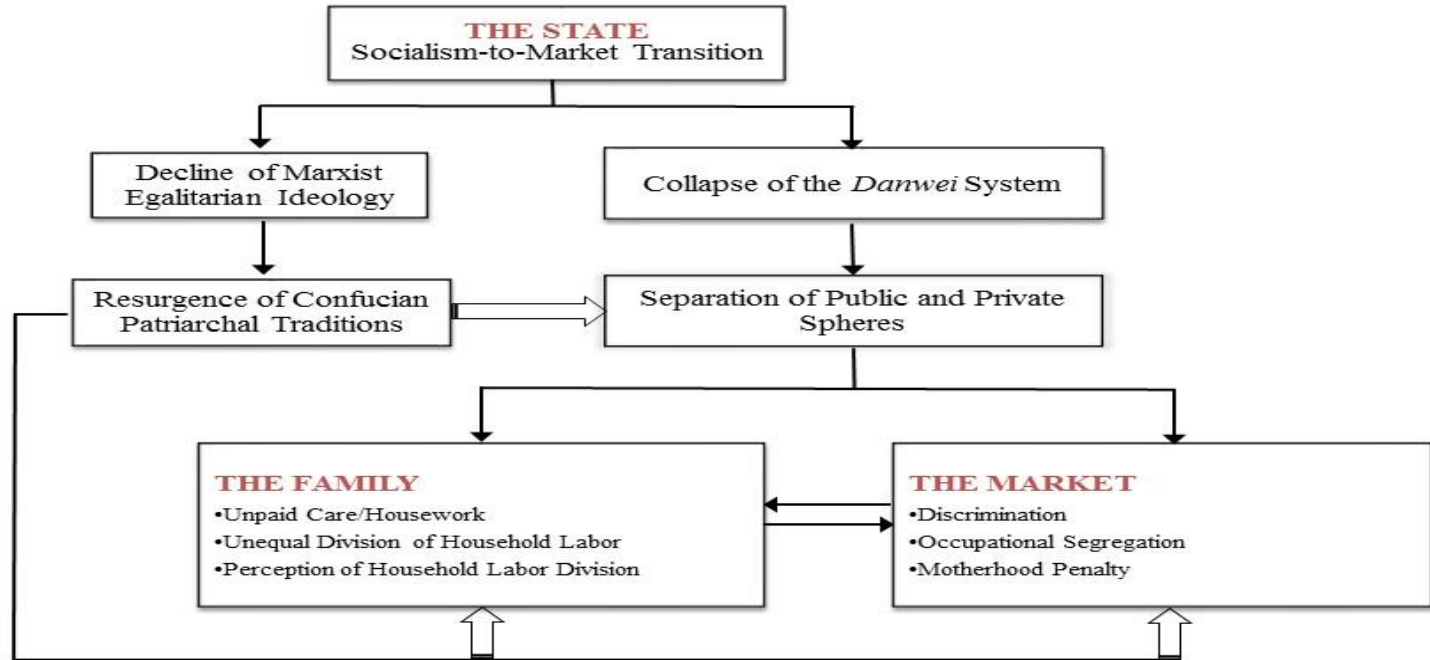 THE STATE
Socialism-to-Market Transition
Decline of Marxist
Egalitarian Ideology
Collapse of the Danwei System
Resurgence of Confucian
Patriarchal Traditions
Separation of Public and Private
Spheres
THE FAMILY
•Unpaid Care/Housework
•Unequal Division of Household Labor
•Perception of Household Labor Division
THE MARKET
•Discrimination
•Occupational Segregation
•Motherhood Penalty